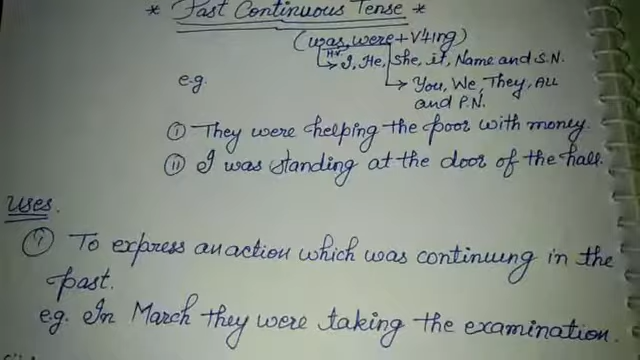 * Past Continuous Tense *
(was, were + V+ing)
H.V
→ I, He, She, it, Name and S.N.
e.g.
→ You, We, They, All
and P.N.
(i) They were helping the poor with money.
(ii) I was standing at the door of the hall.
Uses.
(i) To express an action which was continuing in the
past.
e.g. In March they were taking the examination.